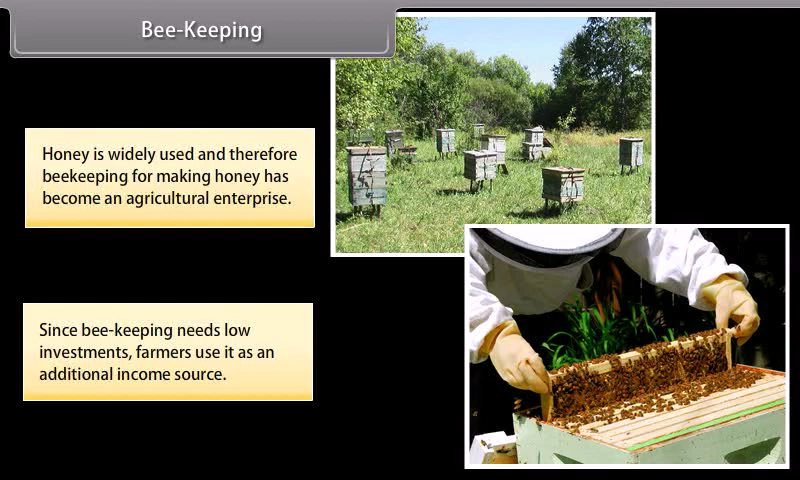 Bee-Keeping
Honey is widely used and therefore
beekeeping for making honey has
become an agricultural enterprise.
Since bee-keeping needs low
investments, farmers use it as an
additional income source.